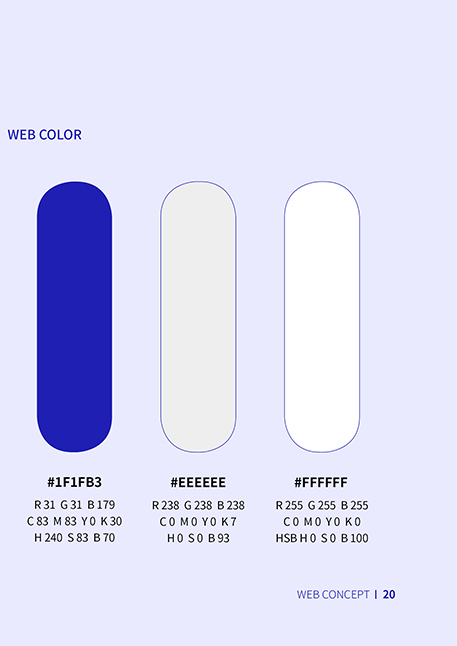 WEB COLOR
#1F1FB3
R 31 G 31 B 179
C 83 M 83 Y 0 K 30
H 240 S 83 B 70
#EEEEEE
R 238 G 238 B 238
C 0 M 0 Y 0 K 7
H 0 S 0 B 93
#FFFFFF
R 255 G 255 B 255
C 0 M 0 Y 0 K 0
HSB H 0 S 0 B 100
WEB CONCEPT | 20